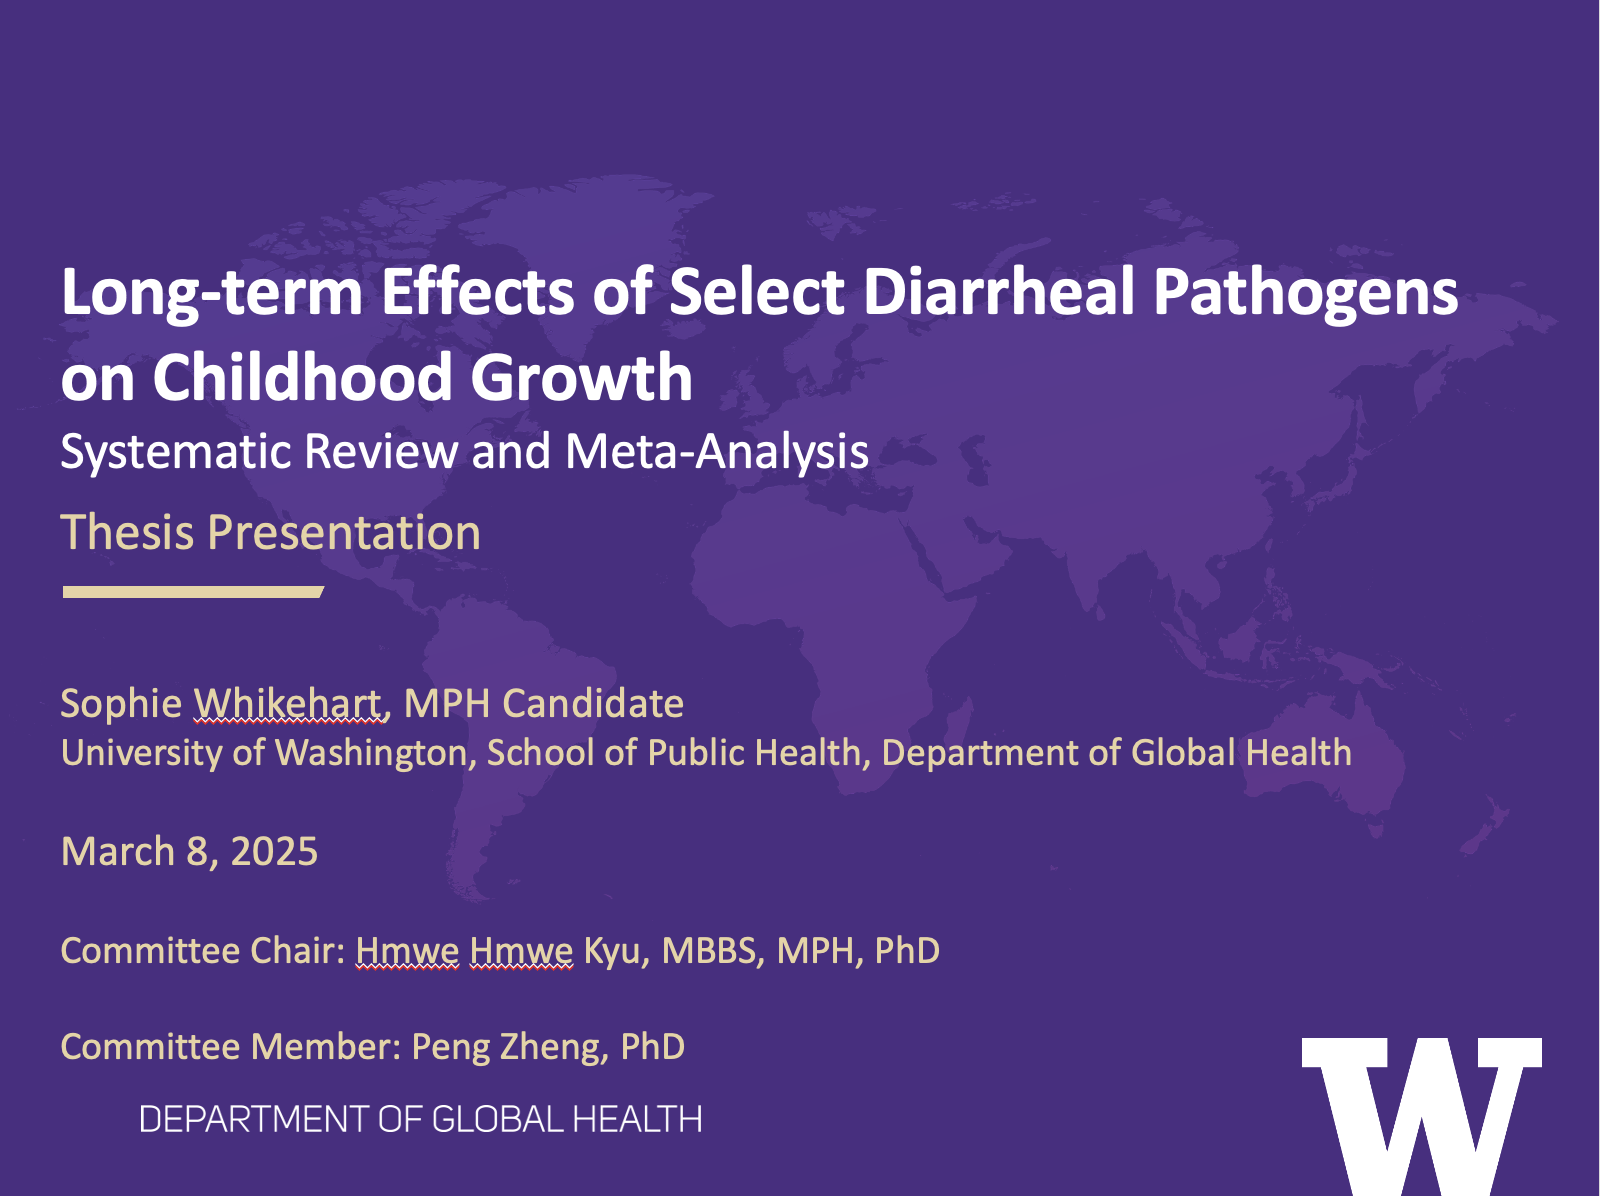 Long-term Effects of Select Diarrheal Pathogens
on Childhood Growth
Systematic Review and Meta-Analysis
Thesis Presentation
Sophie Whikehart, MPH Candidate
University of Washington, School of Public Health, Department of Global Health
March 8, 2025
Committee Chair: Hmwe Hmwe Kyu, MBBS, MPH, PhD
Committee Member: Peng Zheng, PhD
DEPARTMENT OF GLOBAL HEALTH
W